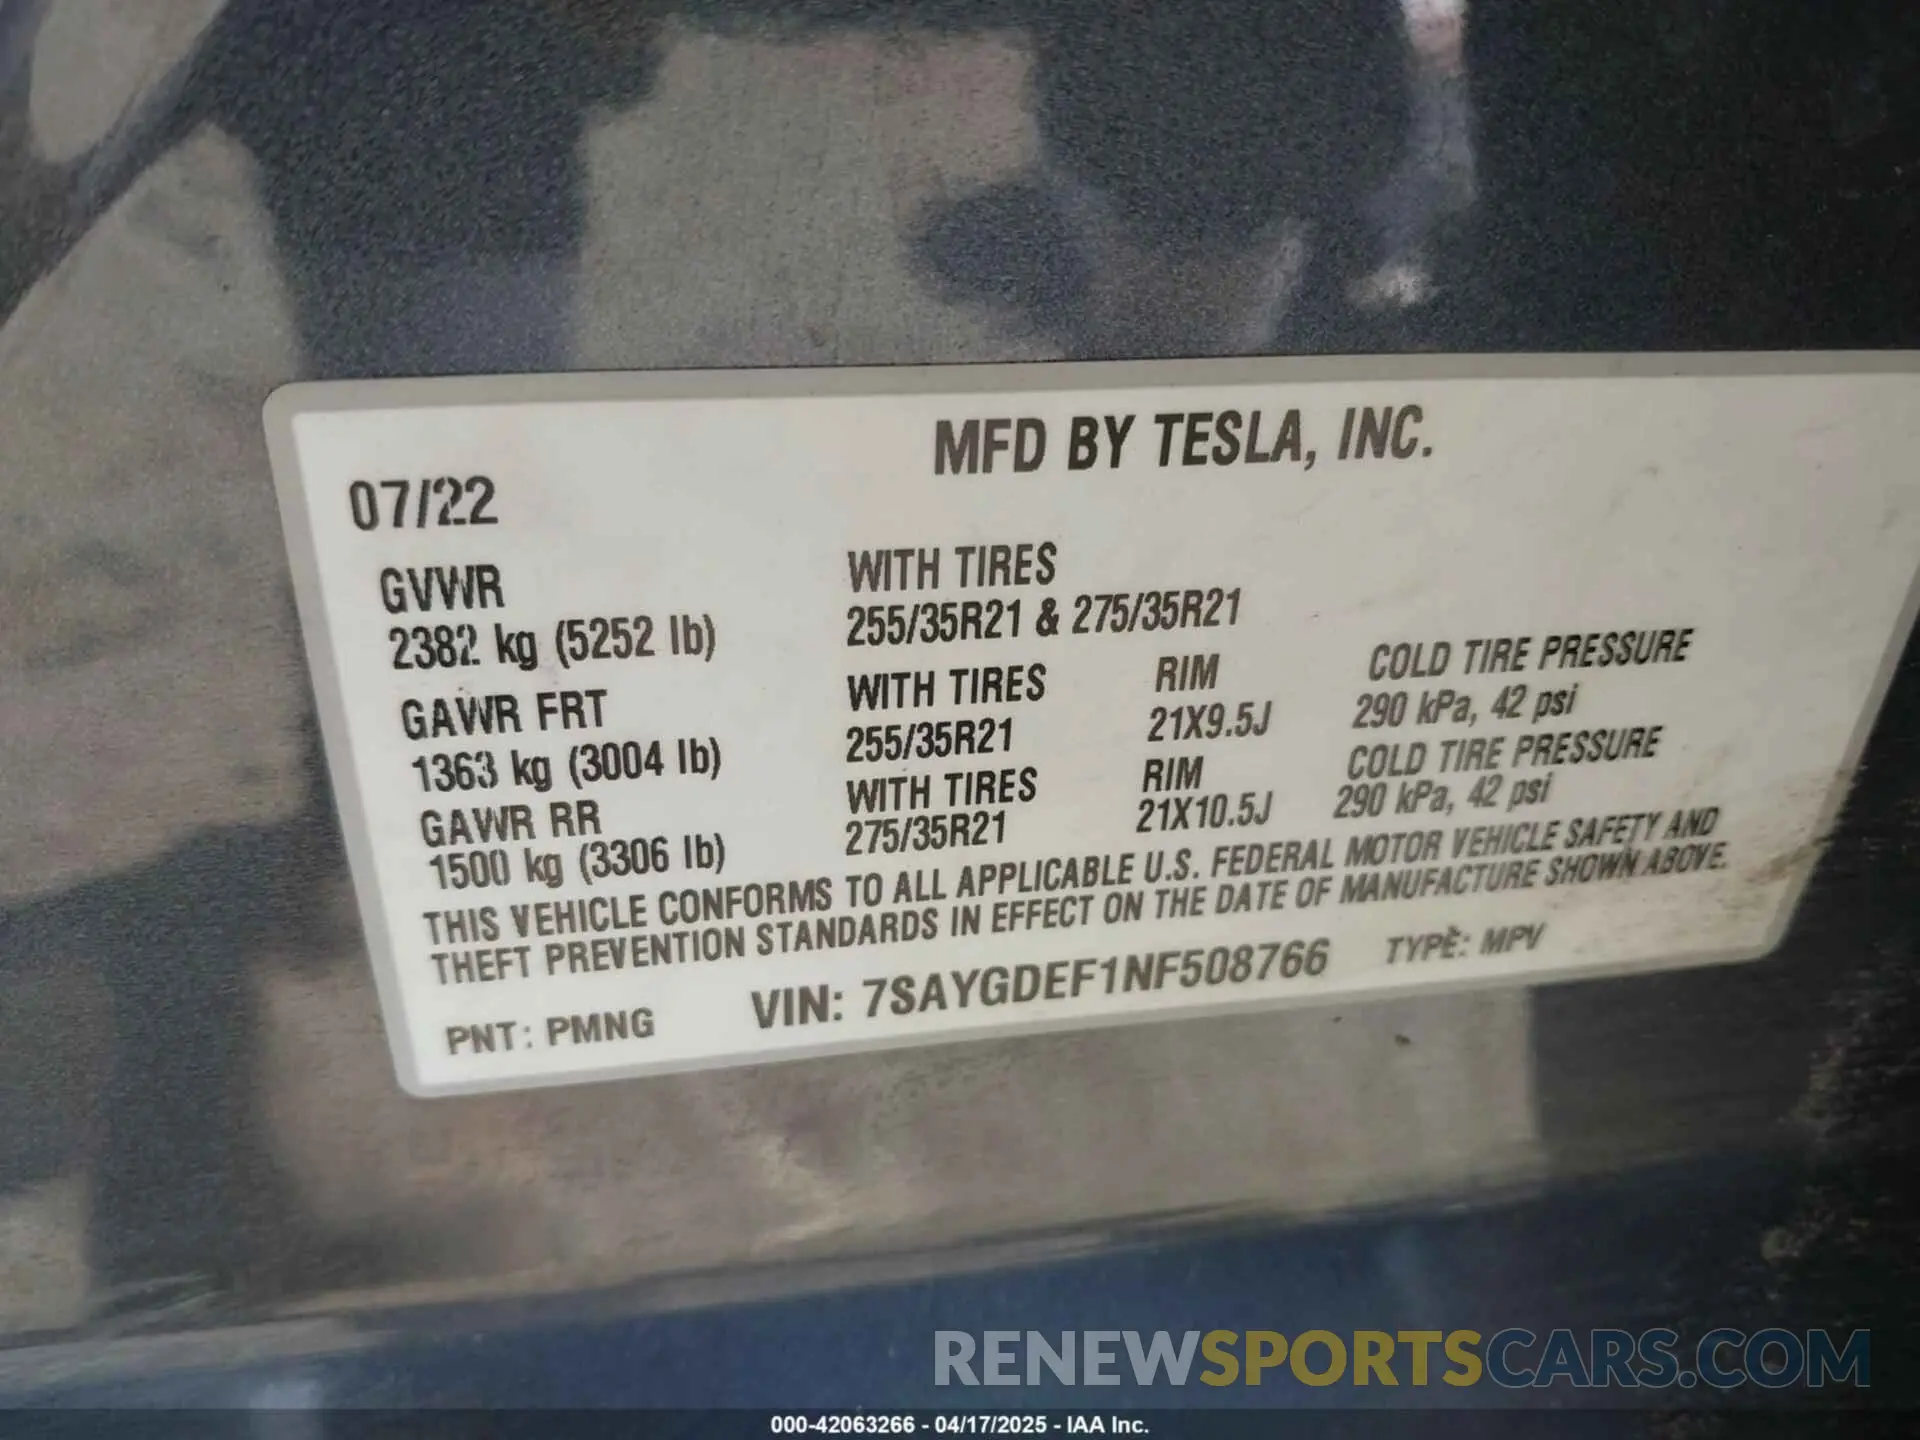 MFD BY TESLA, INC.
07/22
GVWR
2382 kg (5252 lb)
WITH TIRES
255/35R21 & 275/35R21
GAWR FRT
1363 kg (3004 lb)
WITH TIRES
255/35R21
RIM
21X9.5J
COLD TIRE PRESSURE
290 kPa, 42 psi
GAWR RR
1500 kg (3306 lb)
WITH TIRES
275/35R21
RIM
21X10.5J
COLD TIRE PRESSURE
290 kPa, 42 psi
THIS VEHICLE CONFORMS TO ALL APPLICABLE U.S. FEDERAL MOTOR VEHICLE SAFETY AND
THEFT PREVENTION STANDARDS IN EFFECT ON THE DATE OF MANUFACTURE SHOWN ABOVE.
PNT: PMNG VIN: 7SAYGDEF1NF508766 TYPE: MPV
RENEWSPORTSCARS.COM
000-42063266 - 04/17/2025 - IAA Inc.